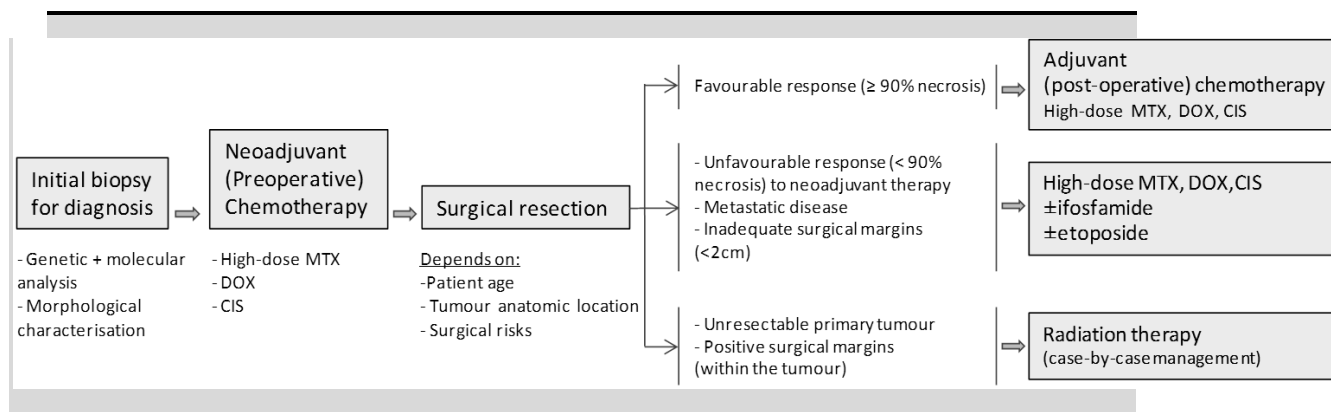 Initial biopsy
for diagnosis
- Genetic + molecular
analysis
- Morphological
characterisation
Neoadjuvant
(Preoperative)
Chemotherapy
- High-dose MTX
- DOX
- CIS
Surgical resection
Depends on:
-Patient age
- Tumour anatomic location
- Surgical risks
Favourable response (≥ 90% necrosis)
Adjuvant
(post-operative) chemotherapy
High-dose MTX, DOX, CIS
- Unfavourable response (< 90%
necrosis) to neoadjuvant therapy
- Metastatic disease
- Inadequate surgical margins
(<2cm)
High-dose MTX, DOX,CIS
±ifosfamide
±etoposide
- Unresectable primary tumour
- Positive surgical margins
(within the tumour)
Radiation therapy
(case-by-case management)